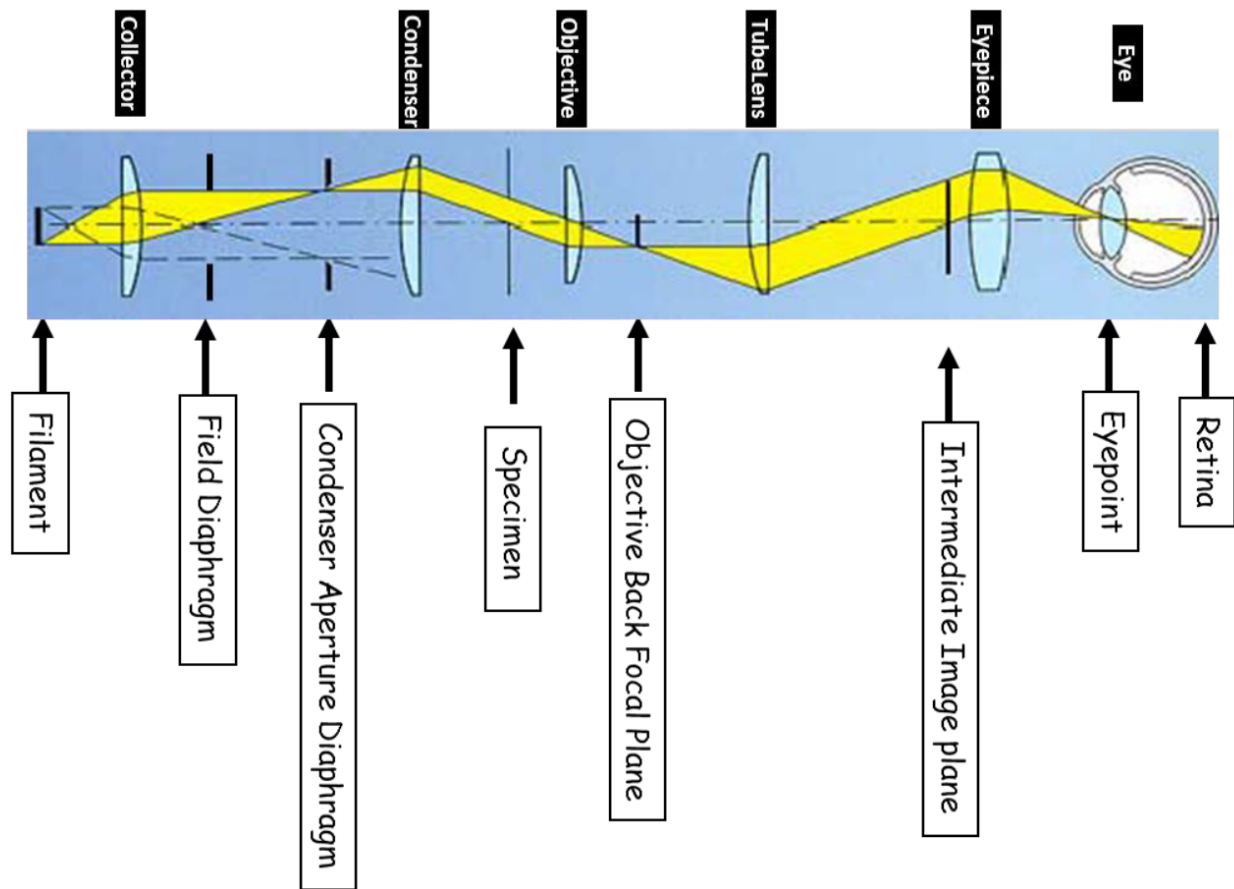 Collector
Condenser
Objective
TubeLens
Eyepiece
Eye
Filament
Field Diaphragm
Condenser Aperture Diaphragm
Specimen
Objective Back Focal Plane
Intermediate Image plane
Eyepoint
Retina